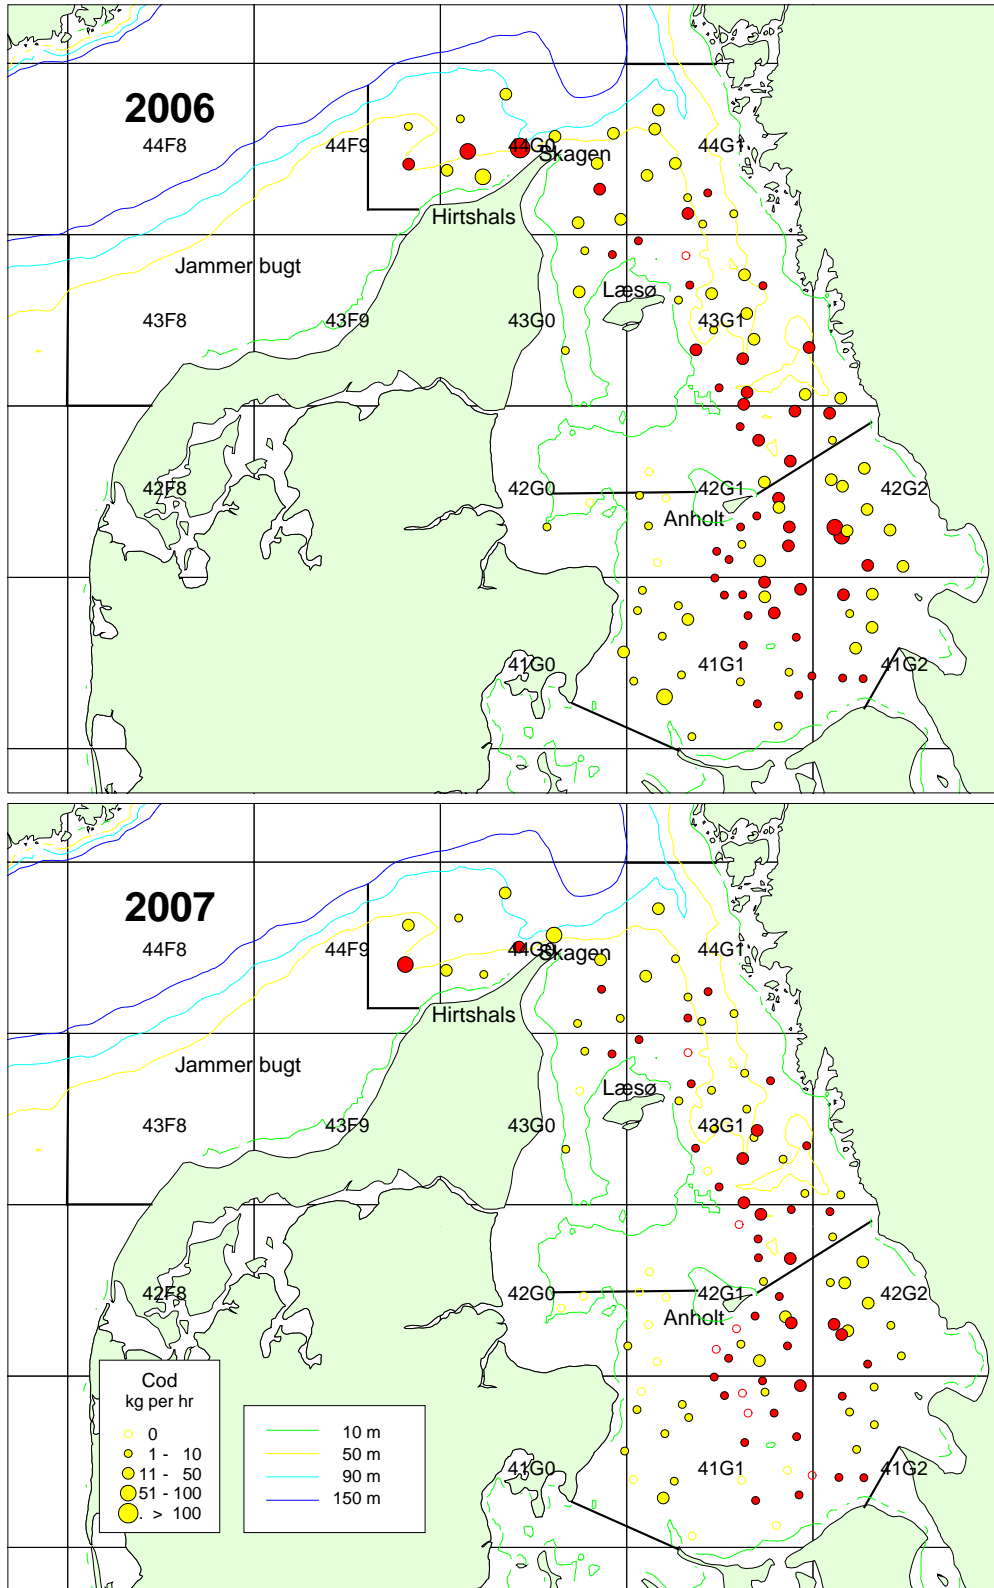 2006
44F8
44F9
44G0
44G1
Skagen
Hirtshals
Jammer bugt
Læsø
43F8
43F9
43G0
43G1
42F8
42G0
42G1
42G2
Anholt
41G0
41G1
41G2
2007
44F8
44F9
44G0
44G1
Skagen
Hirtshals
Jammer bugt
Læsø
43F8
43F9
43G0
43G1
42F8
42G0
42G1
42G2
Anholt
41G0
41G1
41G2
Cod
kg per hr
0
1 - 10
11 - 50
51 - 100
. > 100
10 m
50 m
90 m
150 m